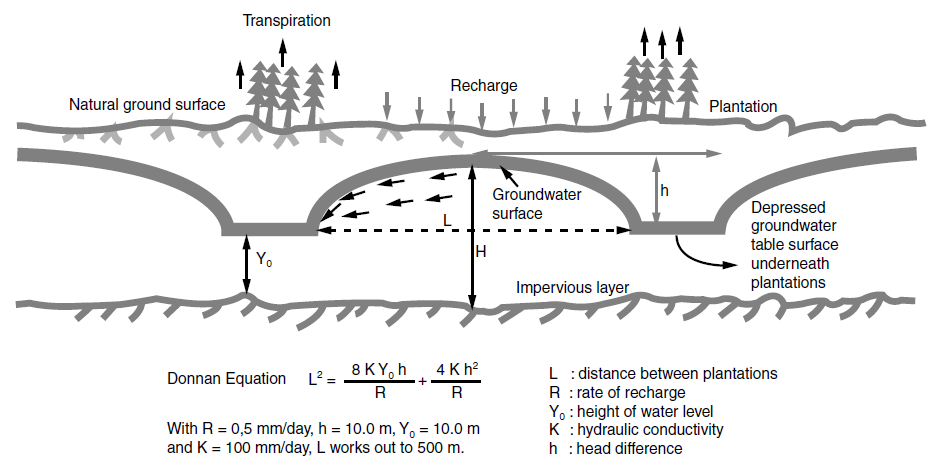 Transpiration
Recharge
Natural ground surface
Plantation
h
Groundwater
surface
L
Depressed
groundwater
table surface
underneath
plantations
H
Y₀
Impervious layer
Donnan Equation L² = 8 K Y₀ h / R + 4 K h² / R
With R = 0,5 mm/day, h = 10.0 m, Y₀ = 10.0 m
and K = 100 mm/day, L works out to 500 m.
L : distance between plantations
R : rate of recharge
Y₀ : height of water level
K : hydraulic conductivity
h : head difference